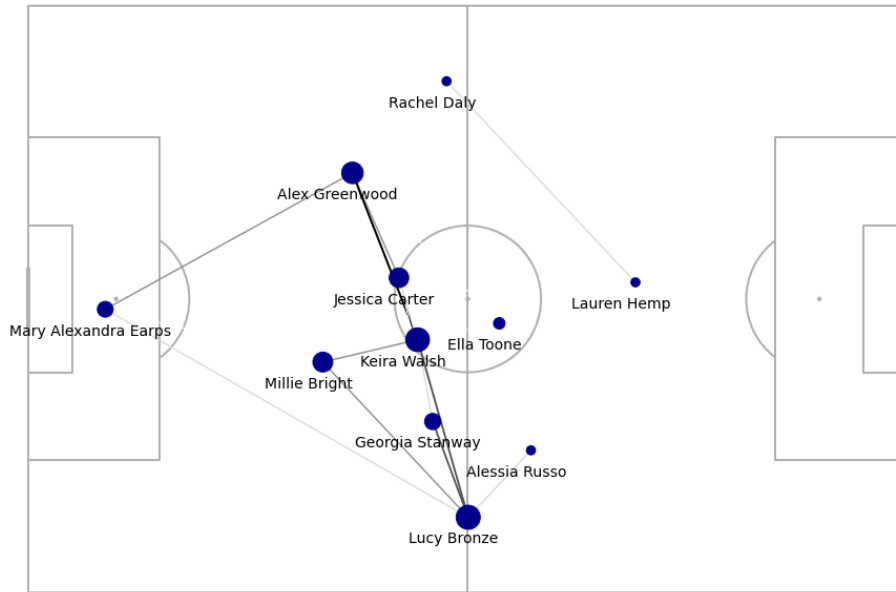 Rachel Daly
Alex Greenwood
Jessica Carter
Lauren Hemp
Mary Alexandra Earps
Ella Toone
Keira Walsh
Millie Bright
Georgia Stanway
Alessia Russo
Lucy Bronze